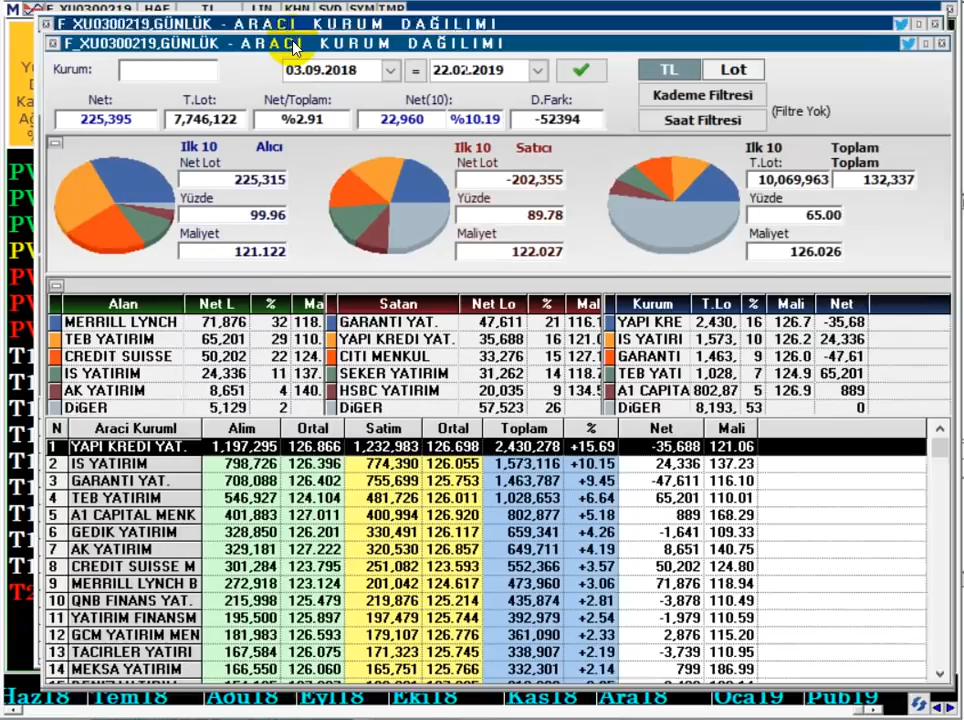 F_XU0300219,GÜNLÜK - ARACI KURUM DAĞILIMI
F_XU0300219,GÜNLÜK - ARACI KURUM DAĞILIMI
Kurum: 03.09.2018 = 22.02.2019 TL Lot
Kademe Filtresi
Net: T.Lot: Net/Toplam: Net(10): D.Fark: (Filtre Yok)
225,395 7,746,122 %2.91 22,960 %10.19 -52394 Saat Filtresi
Ilk 10 Alıcı Ilk 10 Satıcı Ilk 10 Toplam
Net Lot Net Lot T.Lot: Toplam
225,315 -202,355 10,069,963 132,337
Yüzde Yüzde Yüzde
99.96 89.78 65.00
Maliyet Maliyet Maliyet
121.122 122.027 126.026
Alan Net L % Ma Satan Net Lo % Mal Kurum T.Lo % Mali Net
MERRILL LYNCH 71,876 32 118. GARANTI YAT. 47,611 21 116.1 YAPI KRE 2,430, 16 126.7 -35,68
TEB YATIRIM 65,201 29 110. YAPI KREDI YAT. 35,688 16 121.0 IS YATIRI 1,573, 10 126.2 24,336
CREDIT SUISSE 50,202 22 124. CITI MENKUL 33,276 15 127.1 GARANTI 1,463, 9 126.0 -47,61
IS YATIRIM 24,336 11 137. SEKER YATIRIM 31,262 14 118.7 TEB YATI 1,028, 7 124.9 65,201
AK YATIRIM 8,651 4 140. HSBC YATIRIM 20,035 9 134.5 A1 CAPITA 802,87 5 126.9 889
DiGER 5,129 2 DiGER 57,523 26 DiGER 8,193, 53 0
N Araci Kuruml Alim Ortal Satim Ortal Toplam % Net Mali
1 YAPI KREDI YAT. 1,197,295 126.866 1,232,983 126.698 2,430,278 +15.69 -35,688 121.06
2 IS YATIRIM 798,726 126.396 774,390 126.055 1,573,116 +10.15 24,336 137.23
3 GARANTI YAT. 708,088 126.402 755,699 125.753 1,463,787 +9.45 -47,611 116.10
4 TEB YATIRIM 546,927 124.104 481,726 126.011 1,028,653 +6.64 65,201 110.01
5 A1 CAPITAL MENK 401,883 127.011 400,994 126.920 802,877 +5.18 889 168.29
6 GEDIK YATIRIM 328,850 126.201 330,491 126.117 659,341 +4.26 -1,641 109.33
7 AK YATIRIM 329,181 127.222 320,530 126.857 649,711 +4.19 8,651 140.75
8 CREDIT SUISSE M 301,284 123.795 251,082 123.593 552,366 +3.57 50,202 124.80
9 MERRILL LYNCH B 272,918 123.124 201,042 124.617 473,960 +3.06 71,876 118.94
10 QNB FINANS YAT. 215,998 125.479 219,876 125.214 435,874 +2.81 -3,878 110.49
11 YATIRIM FINANSM 195,500 125.897 197,479 125.744 392,979 +2.54 -1,979 110.59
12 GCM YATIRIM MEN 181,983 126.593 179,107 126.776 361,090 +2.33 2,876 115.20
13 TACIRLER YATIRI 167,584 126.075 171,323 125.745 338,907 +2.19 -3,739 110.95
14 MEKSA YATIRIM 166,550 126.060 165,751 125.766 332,301 +2.14 799 186.99
Haz18 Tem18 Ağu18 Eyl18 Eki18 Kas18 Ara18 Oca19 Şub19